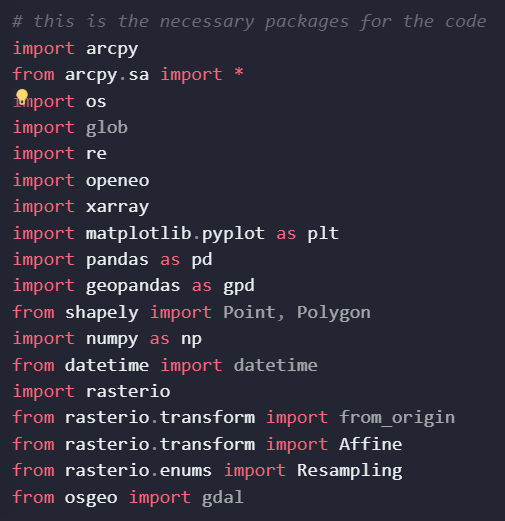 # this is the necessary packages for the code
import arcpy
from arcpy.sa import *
import os
import glob
import re
import openeo
import xarray
import matplotlib.pyplot as plt
import pandas as pd
import geopandas as gpd
from shapely import Point, Polygon
import numpy as np
from datetime import datetime
import rasterio
from rasterio.transform import from_origin
from rasterio.transform import Affine
from rasterio.enums import Resampling
from osgeo import gdal